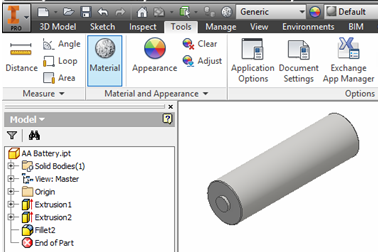 PRO
Generic
Default
3D Model Sketch Inspect Tools Manage View Environments BIM
Distance
Angle
Loop
Area
Material
Appearance
Clear
Adjust
Application Options
Document Settings
Exchange App Manager
Measure
Material and Appearance
Options
Model
AA Battery.ipt
Solid Bodies(1)
View: Master
Origin
Extrusion1
Extrusion2
Fillet2
End of Part